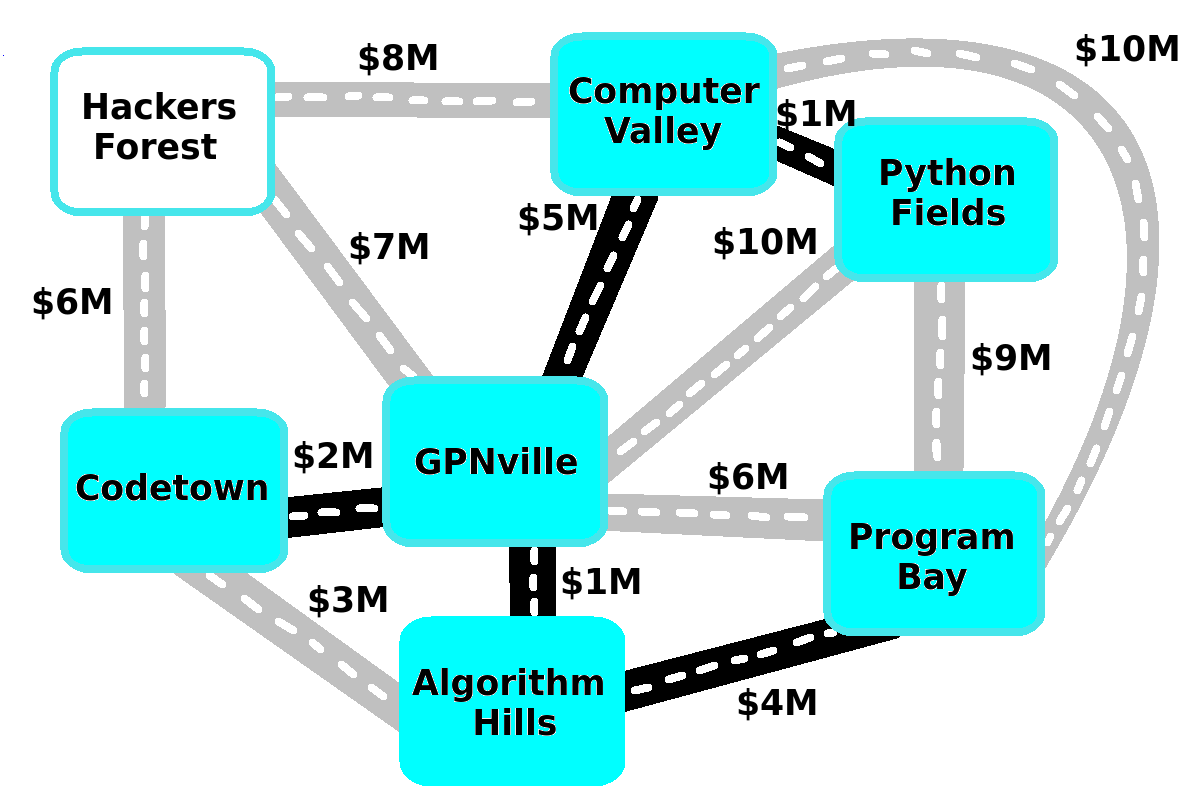 $8M
$10M
Hackers
Forest
Computer
Valley
$1M
Python
Fields
$5M
$10M
$7M
$6M
$9M
$2M
GPNville
Codetown
$6M
Program
Bay
$3M
$1M
Algorithm
Hills
$4M